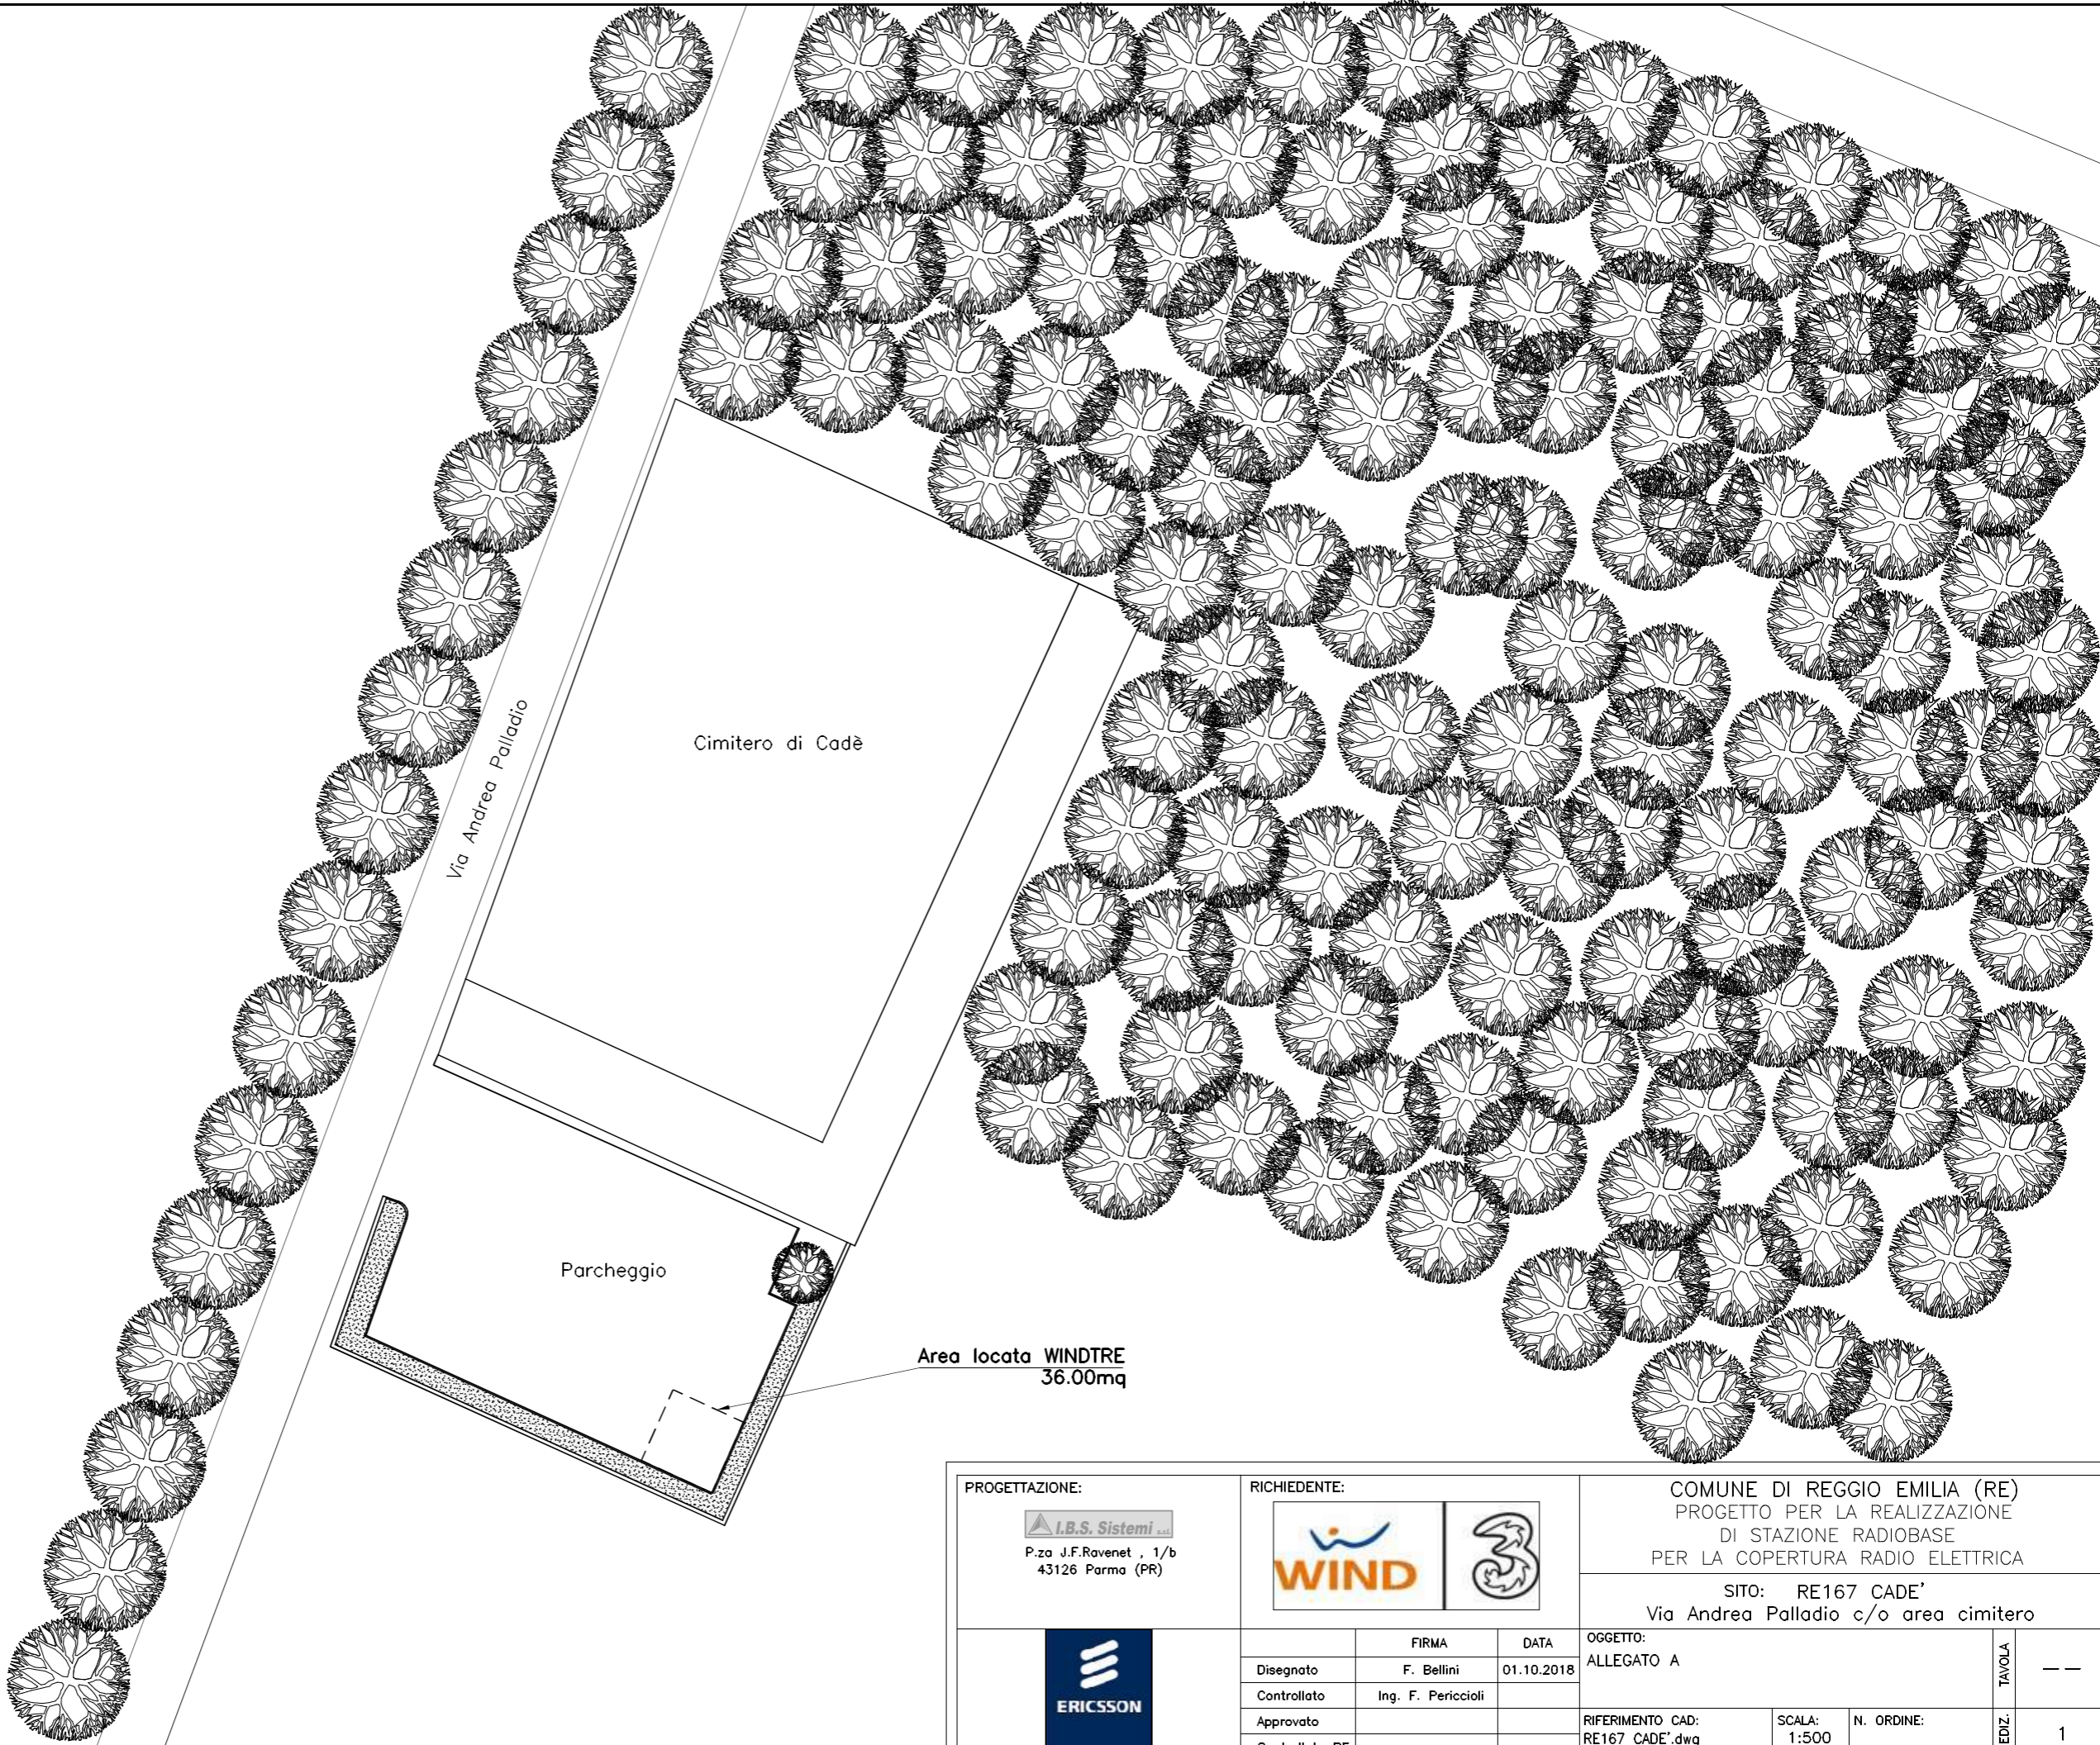 Via Andrea Palladio
Cimitero di Cadè
Parcheggio
Area locata WINDTRE
36.00mq
PROGETTAZIONE:
I.B.S. Sistemi s.r.l.
P.za J.F.Ravenet , 1/b
43126 Parma (PR)
RICHIEDENTE:
WIND 3
COMUNE DI REGGIO EMILIA (RE)
PROGETTO PER LA REALIZZAZIONE
DI STAZIONE RADIOBASE
PER LA COPERTURA RADIO ELETTRICA
SITO: RE167 CADE'
Via Andrea Palladio c/o area cimitero
ERICSSON
FIRMA DATA
Disegnato F. Bellini 01.10.2018
Controllato Ing. F. Periccioli
Approvato
OGGETTO:
ALLEGATO A
TAVOLA
--
RIFERIMENTO CAD:
RE167 CADE'.dwg
SCALA:
1:500
N. ORDINE:
EDIZ.
1